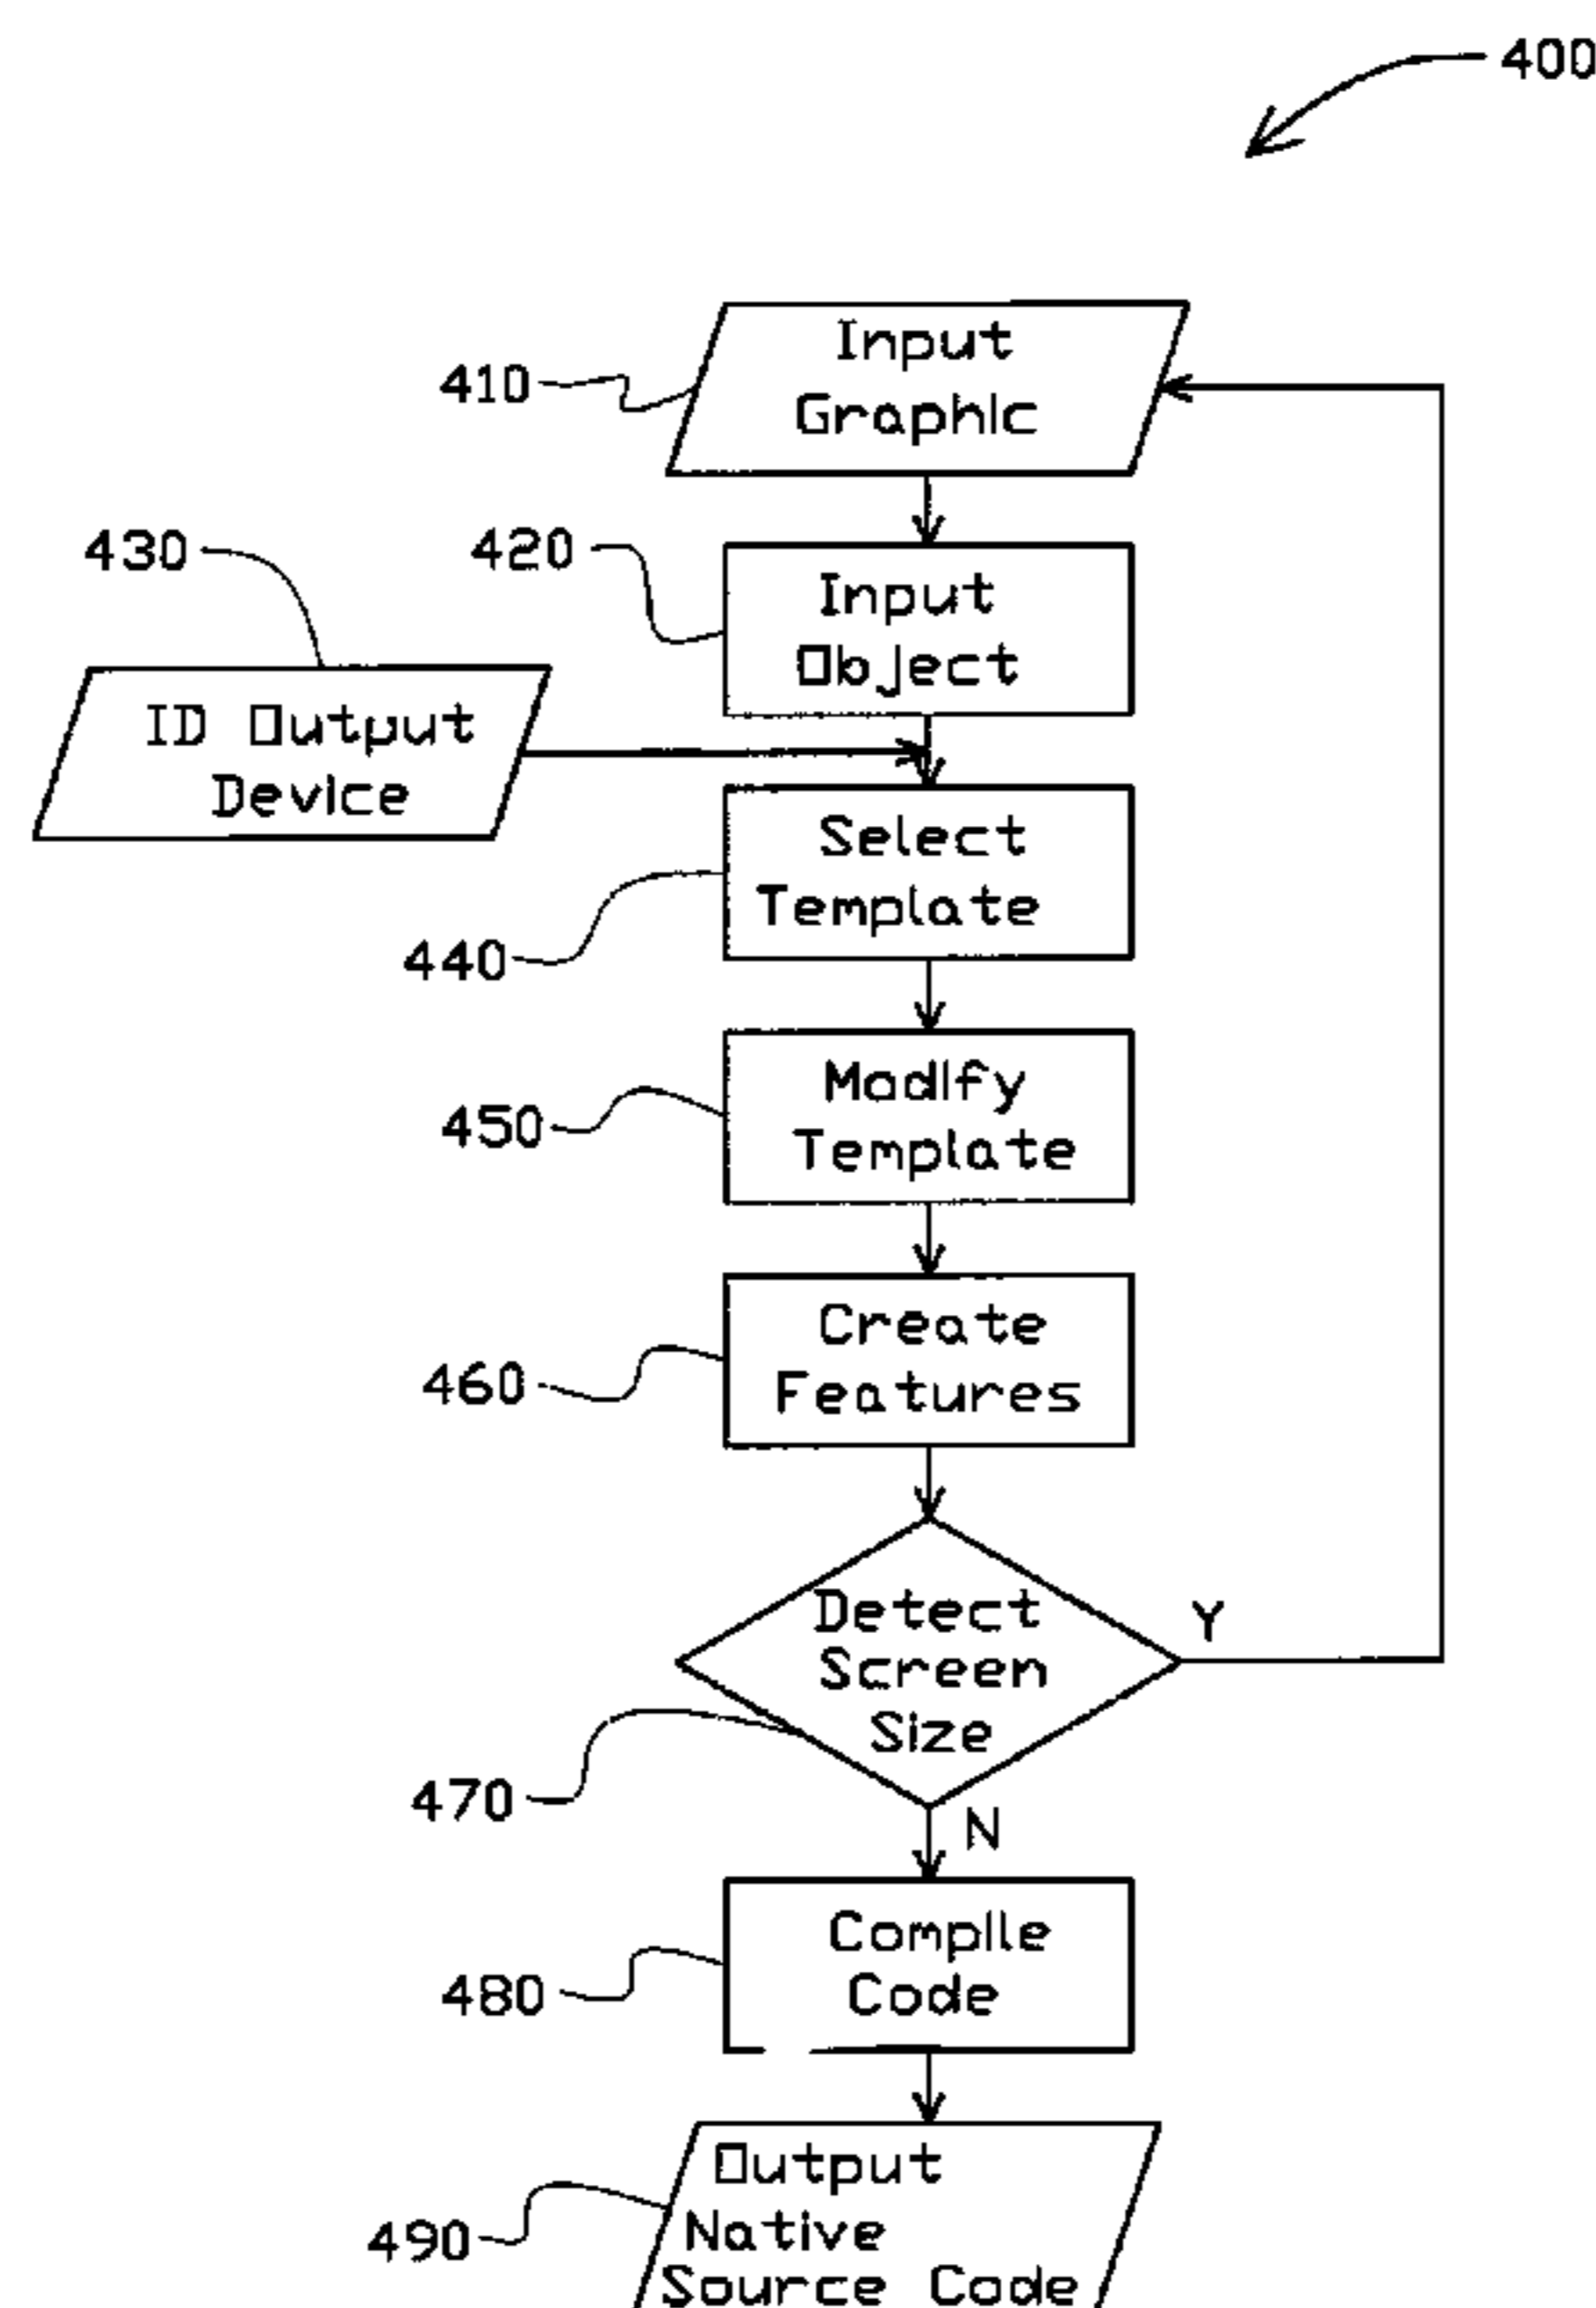 400
Input
Graphic
410
430
420
Input
Object
ID Output
Device
Select
Template
440
Modify
Template
450
Create
Features
460
Detect
Screen
Size
Y
470
N
Compile
Code
480
Output
Native
Source Code
490